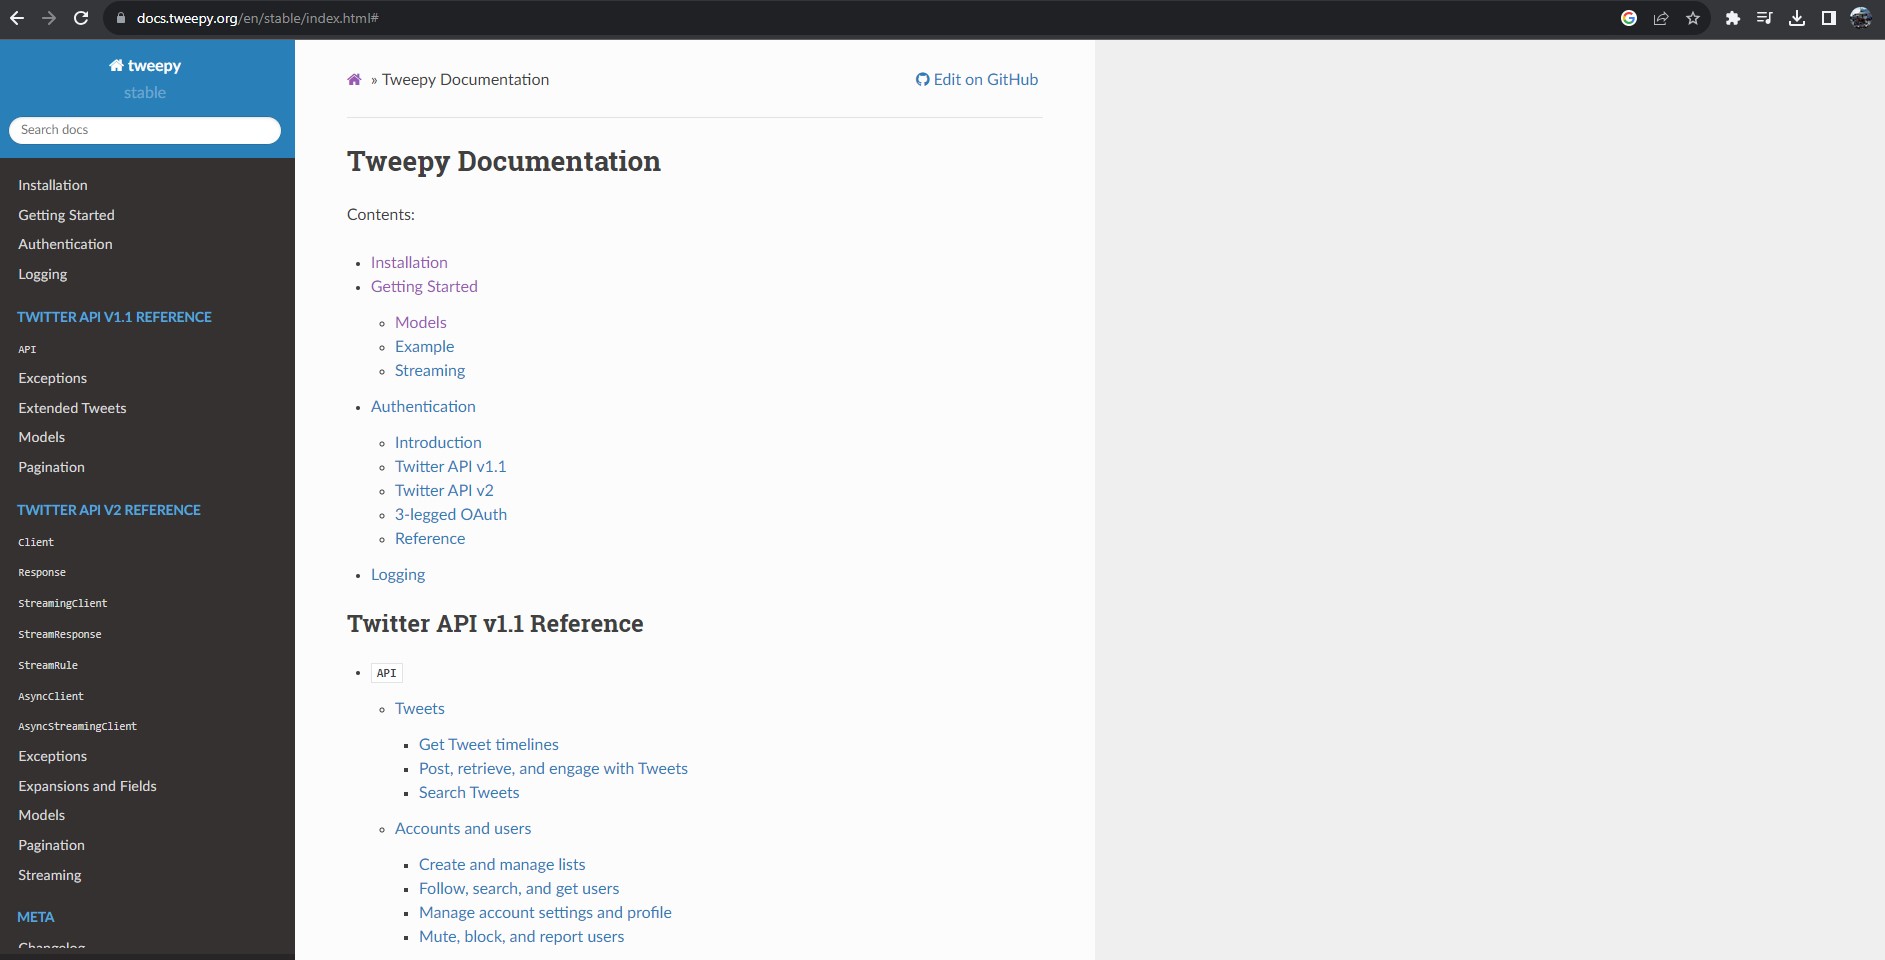 docs.tweepy.org/en/stable/index.html#
tweepy
stable
Search docs
Installation
Getting Started
Authentication
Logging
TWITTER API V1.1 REFERENCE
API
Exceptions
Extended Tweets
Models
Pagination
TWITTER API V2 REFERENCE
Client
Response
StreamingClient
StreamResponse
StreamRule
AsyncClient
AsyncStreamingClient
Exceptions
Expansions and Fields
Models
Pagination
Streaming
META
Changelog
» Tweepy Documentation
Edit on GitHub
Tweepy Documentation
Contents:
Installation
Getting Started
Models
Example
Streaming
Authentication
Introduction
Twitter API v1.1
Twitter API v2
3-legged OAuth
Reference
Logging
Twitter API v1.1 Reference
API
Tweets
Get Tweet timelines
Post, retrieve, and engage with Tweets
Search Tweets
Accounts and users
Create and manage lists
Follow, search, and get users
Manage account settings and profile
Mute, block, and report users